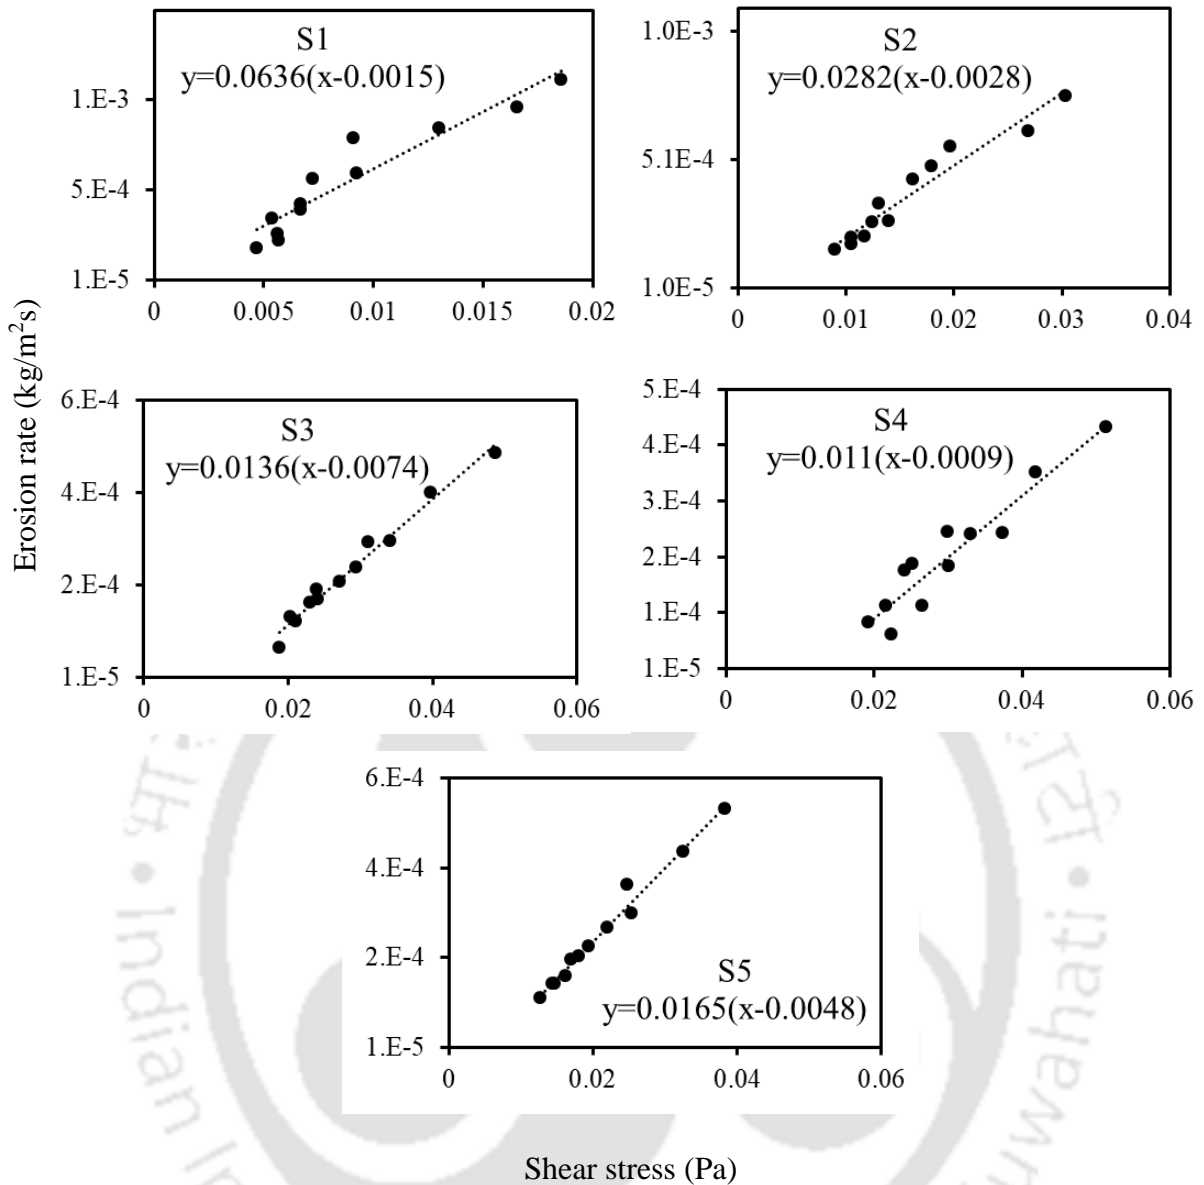 S1
y=0.0636(x-0.0015)
1.E-3
5.E-4
1.E-5
0 0.005 0.01 0.015 0.02
S2
y=0.0282(x-0.0028)
1.0E-3
5.1E-4
1.0E-5
0 0.01 0.02 0.03 0.04
Erosion rate (kg/m²s)
S3
y=0.0136(x-0.0074)
6.E-4
4.E-4
2.E-4
1.E-5
0 0.02 0.04 0.06
S4
y=0.011(x-0.0009)
5.E-4
4.E-4
3.E-4
2.E-4
1.E-4
1.E-5
0 0.02 0.04 0.06
S5
y=0.0165(x-0.0048)
6.E-4
4.E-4
2.E-4
1.E-5
0 0.02 0.04 0.06
Shear stress (Pa)
Indian In
uwahati